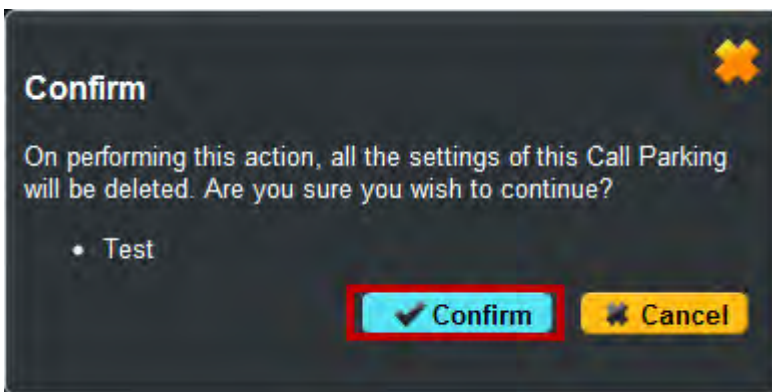 Confirm
On performing this action, all the settings of this Call Parking
will be deleted. Are you sure you wish to continue?
• Test
Confirm
Cancel